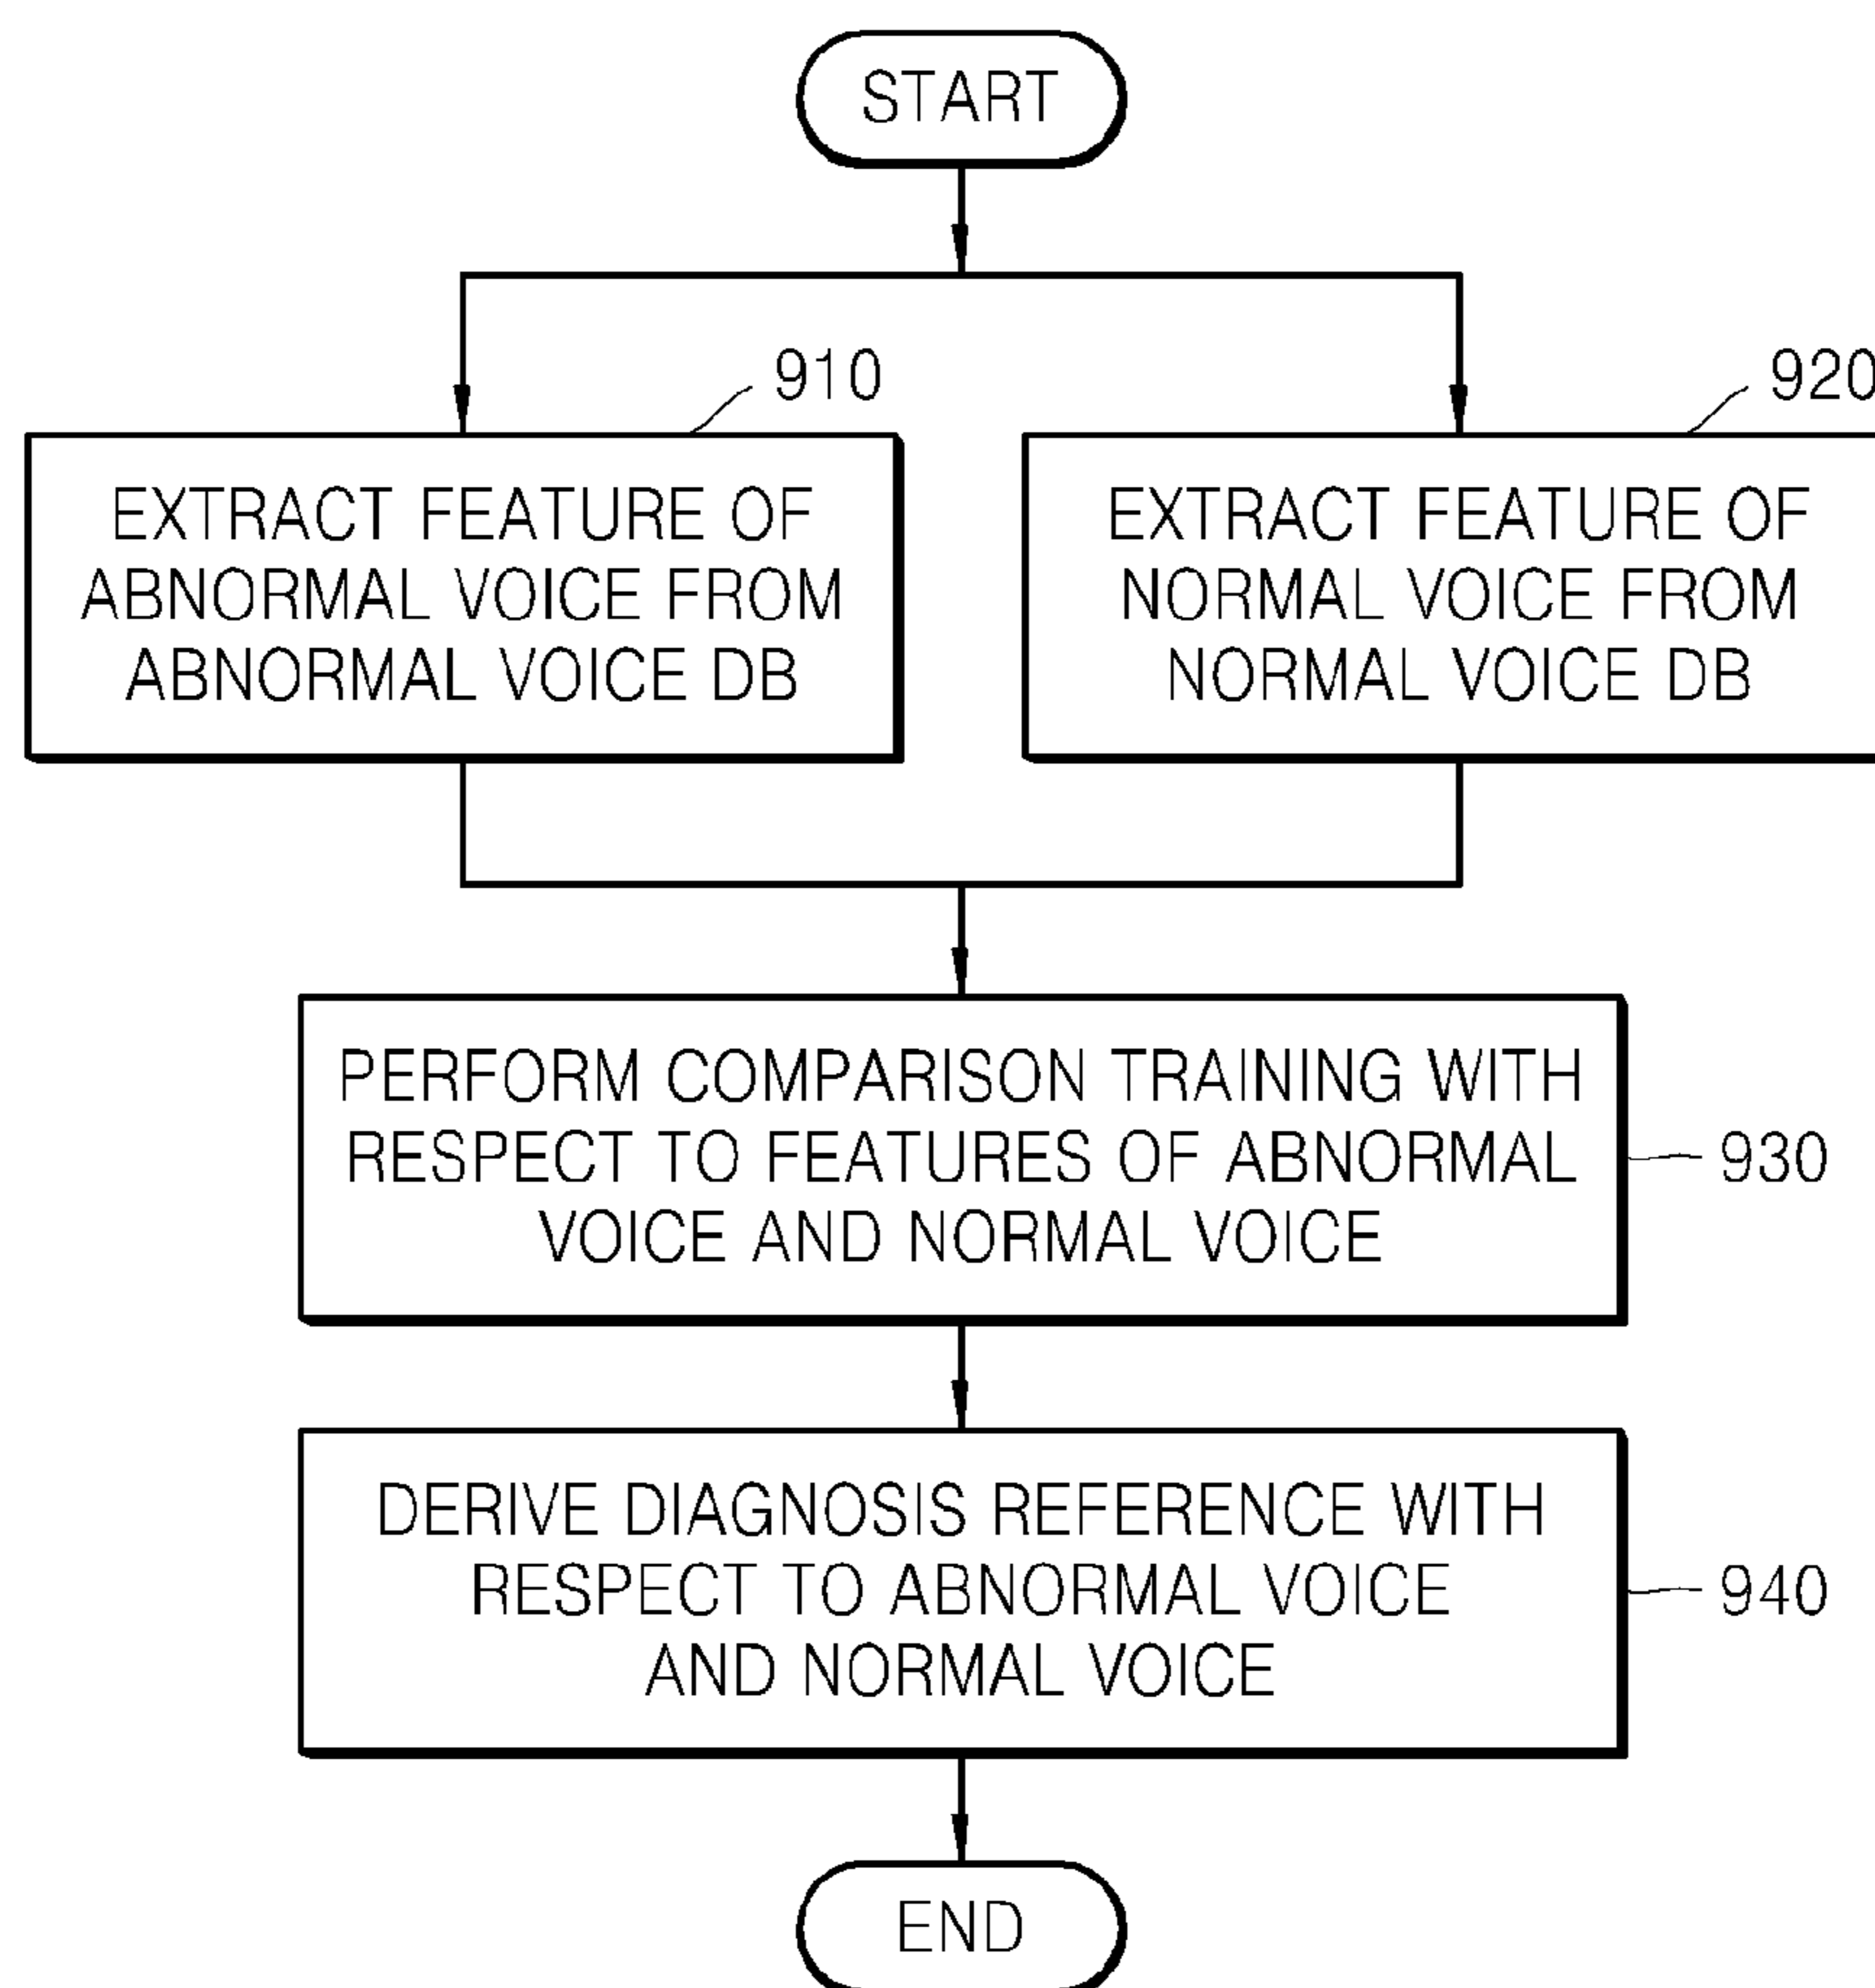 START
910
EXTRACT FEATURE OF
ABNORMAL VOICE FROM
ABNORMAL VOICE DB
920
EXTRACT FEATURE OF
NORMAL VOICE FROM
NORMAL VOICE DB
PERFORM COMPARISON TRAINING WITH
RESPECT TO FEATURES OF ABNORMAL
VOICE AND NORMAL VOICE
930
DERIVE DIAGNOSIS REFERENCE WITH
RESPECT TO ABNORMAL VOICE
AND NORMAL VOICE
940
END